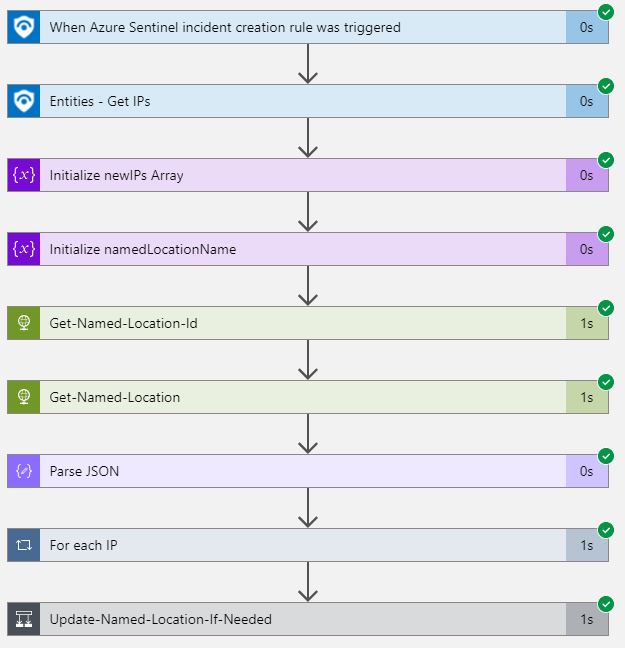 When Azure Sentinel incident creation rule was triggered 0s
Entities - Get IPs 0s
{x} Initialize newIPs Array 0s
{x} Initialize namedLocationName 0s
Get-Named-Location-Id 1s
Get-Named-Location 1s
Parse JSON 0s
For each IP 1s
Update-Named-Location-If-Needed 1s